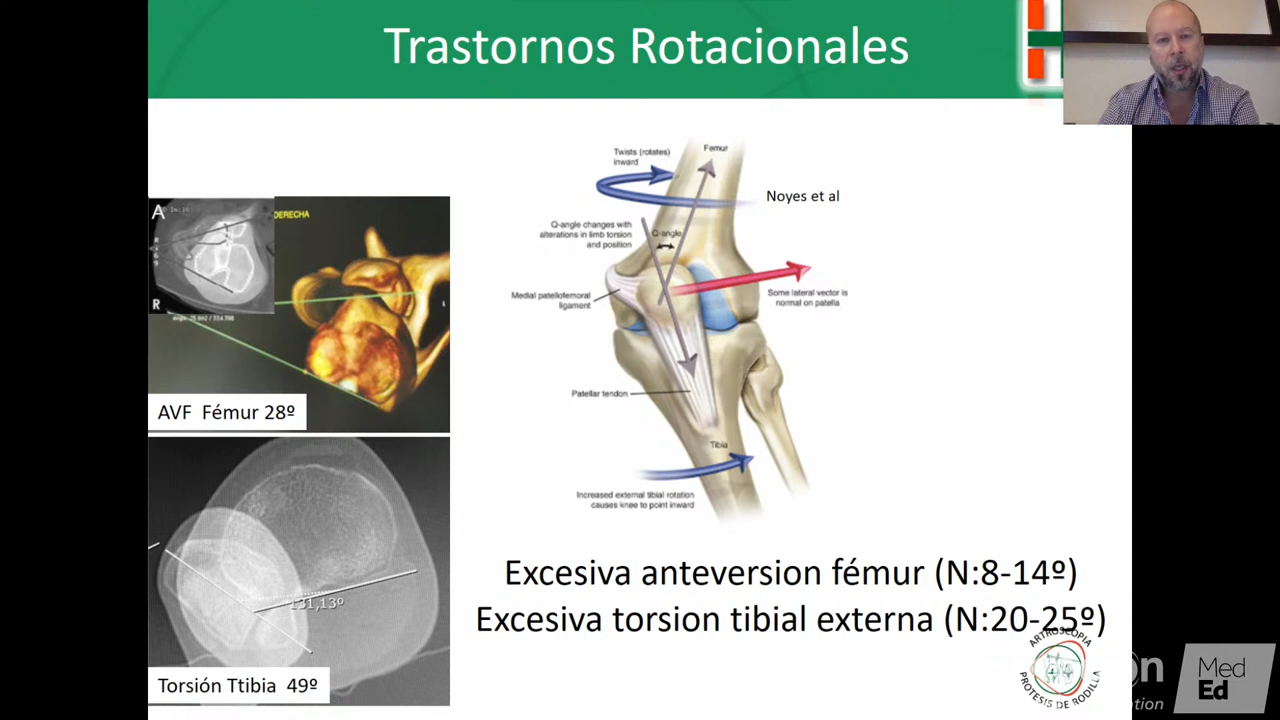 Trastornos Rotacionales
Twists (rotates)
inward
Femur
Noyes et al
Q-angle changes with
alterations in limb torsion
and position
Q-angle
Medial patellofemoral
ligament
Some lateral vector is
normal on patella
Patellar tendon
Tibia
Increased external tibial rotation
causes knee to point inward
A
DERECHA
R
L
AVF Fémur 28º
131,13º
Torsión Ttibia 49º
Excesiva anteversion fémur (N:8-14º)
Excesiva torsion tibial externa (N:20-25º)
ARTROSCOPIA
PROTESIS DE RODILLA
Med
Ed